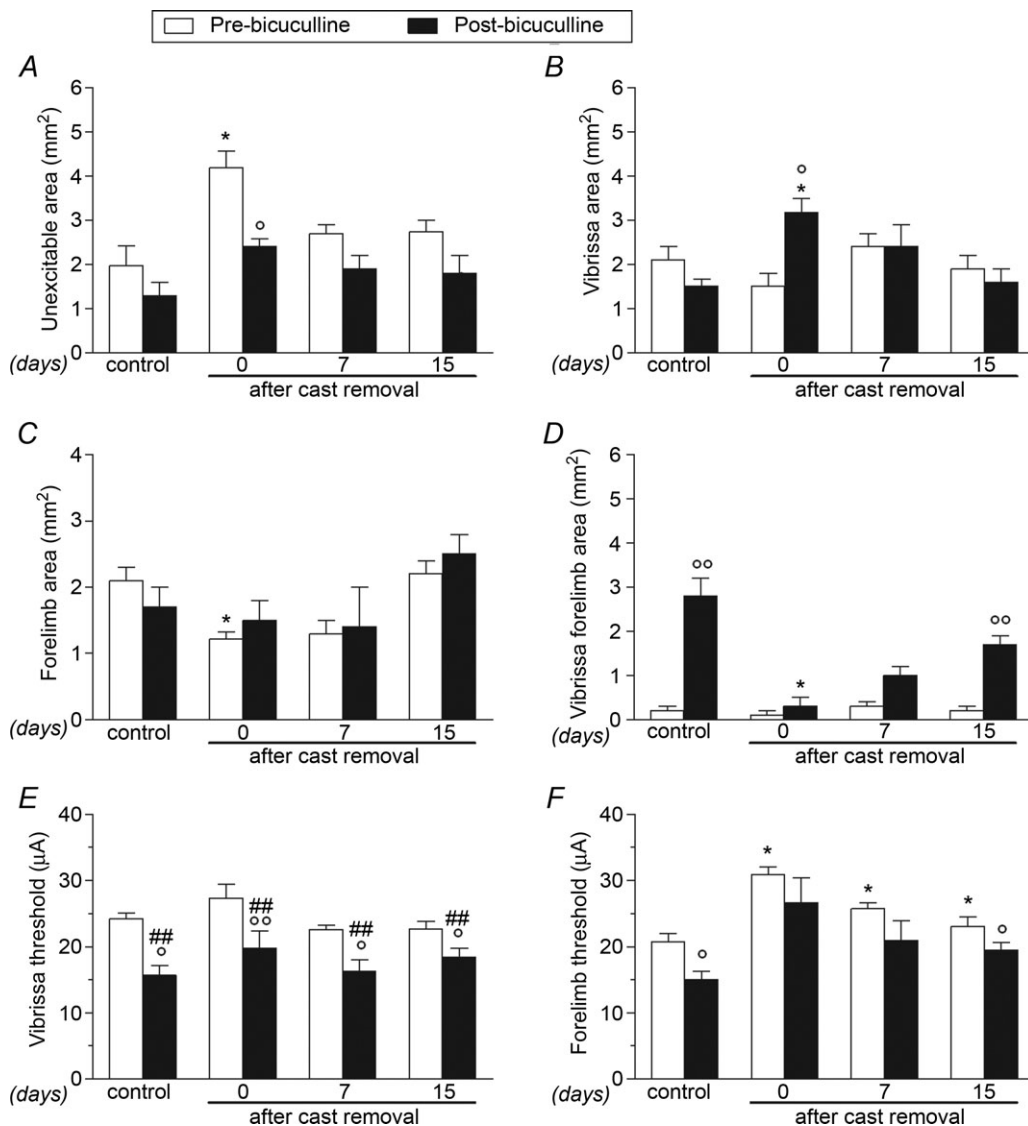 Pre-bicuculline Post-bicuculline
A
Unexcitable area (mm²)
6
5
4
3
2
1
0
*
°
(days) control 0 7 15
after cast removal
B
Vibrissa area (mm²)
6
5
4
3
2
1
0
°
*
(days) control 0 7 15
after cast removal
C
Forelimb area (mm²)
4
3
2
1
0
*
(days) control 0 7 15
after cast removal
D
Vibrissa forelimb area (mm²)
6
5
4
3
2
1
0
°°
*
°°
(days) control 0 7 15
after cast removal
E
Vibrissa threshold (µA)
40
30
20
10
0
## ## ## ##
° °° ° °
(days) control 0 7 15
after cast removal
F
Forelimb threshold (µA)
40
30
20
10
0
* * *
° °
(days) control 0 7 15
after cast removal